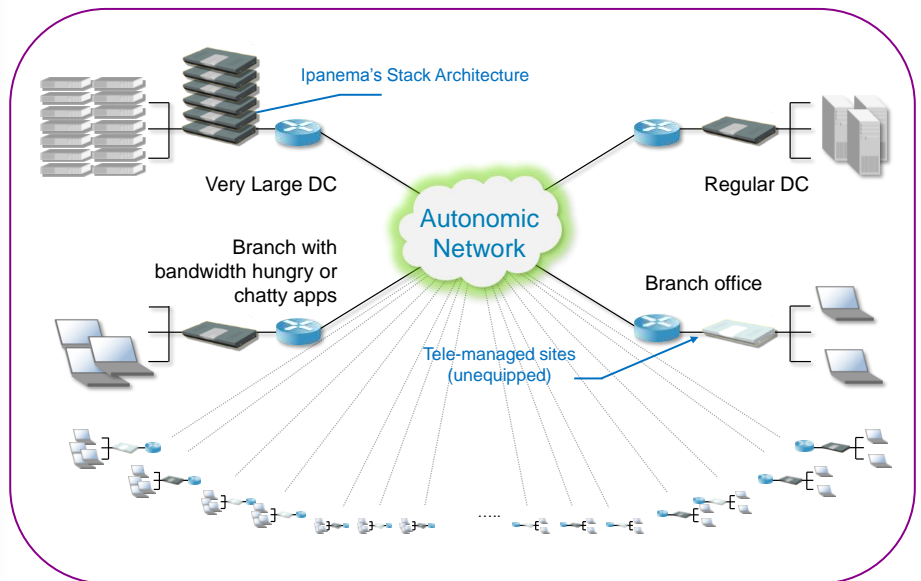 Ipanema's Stack Architecture
Very Large DC
Regular DC
Autonomic
Network
Branch with
bandwidth hungry or
chatty apps
Branch office
Tele-managed sites
(unequipped)
.....